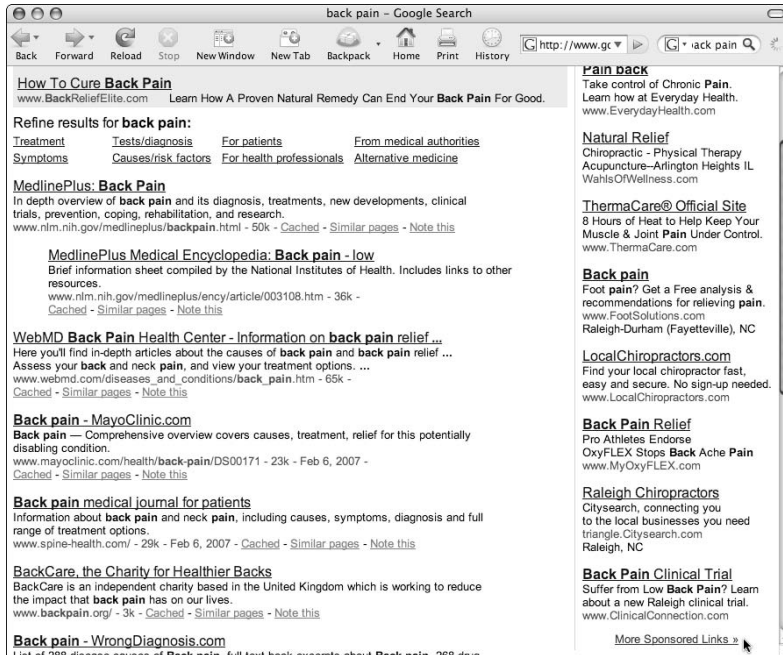 back pain – Google Search
Back Forward Reload Stop New Window New Tab Backpack Home Print History
G http://www.gc
G ack pain
How To Cure Back Pain
www.BackReliefElite.com Learn How A Proven Natural Remedy Can End Your Back Pain For Good.
Refine results for back pain:
Treatment Tests/diagnosis For patients From medical authorities
Symptoms Causes/risk factors For health professionals Alternative medicine
MedlinePlus: Back Pain
In depth overview of back pain and its diagnosis, treatments, new developments, clinical
trials, prevention, coping, rehabilitation, and research.
www.nlm.nih.gov/medlineplus/backpain.html - 50k - Cached - Similar pages - Note this
MedlinePlus Medical Encyclopedia: Back pain - low
Brief information sheet compiled by the National Institutes of Health. Includes links to other
resources.
www.nlm.nih.gov/medlineplus/ency/article/003108.htm - 36k -
Cached - Similar pages - Note this
WebMD Back Pain Health Center - Information on back pain relief ...
Here you'll find in-depth articles about the causes of back pain and back pain relief ...
Assess your back and neck pain, and view your treatment options. ...
www.webmd.com/diseases_and_conditions/back_pain.htm - 65k -
Cached - Similar pages - Note this
Back pain - MayoClinic.com
Back pain — Comprehensive overview covers causes, treatment, relief for this potentially
disabling condition.
www.mayoclinic.com/health/back-pain/DS00171 - 23k - Feb 6, 2007 -
Cached - Similar pages - Note this
Back pain medical journal for patients
Information about back pain and neck pain, including causes, symptoms, diagnosis and full
range of treatment options.
www.spine-health.com/ - 29k - Feb 6, 2007 - Cached - Similar pages - Note this
BackCare, the Charity for Healthier Backs
BackCare is an independent charity based in the United Kingdom which is working to reduce
the impact that back pain has on our lives.
www.backpain.org/ - 3k - Cached - Similar pages - Note this
Back pain - WrongDiagnosis.com
List of 288 disease causes of Back pain, full text book excerpts about Back pain, 268 drug
Pain back
Take control of Chronic Pain.
Learn how at Everyday Health.
www.EverydayHealth.com
Natural Relief
Chiropractic - Physical Therapy
Acupuncture--Arlington Heights IL
WahlsOfWellness.com
ThermaCare® Official Site
8 Hours of Heat to Help Keep Your
Muscle & Joint Pain Under Control.
www.ThermaCare.com
Back pain
Foot pain? Get a Free analysis &
recommendations for relieving pain.
www.FootSolutions.com
Raleigh-Durham (Fayetteville), NC
LocalChiropractors.com
Find your local chiropractor fast,
easy and secure. No sign-up needed.
www.LocalChiropractors.com
Back Pain Relief
Pro Athletes Endorse
OxyFLEX Stops Back Ache Pain
www.MyOxyFLEX.com
Raleigh Chiropractors
Citysearch, connecting you
to the local businesses you need
triangle.Citysearch.com
Raleigh, NC
Back Pain Clinical Trial
Suffer from Low Back Pain? Learn
about a new Raleigh clinical trial.
www.ClinicalConnection.com
More Sponsored Links »